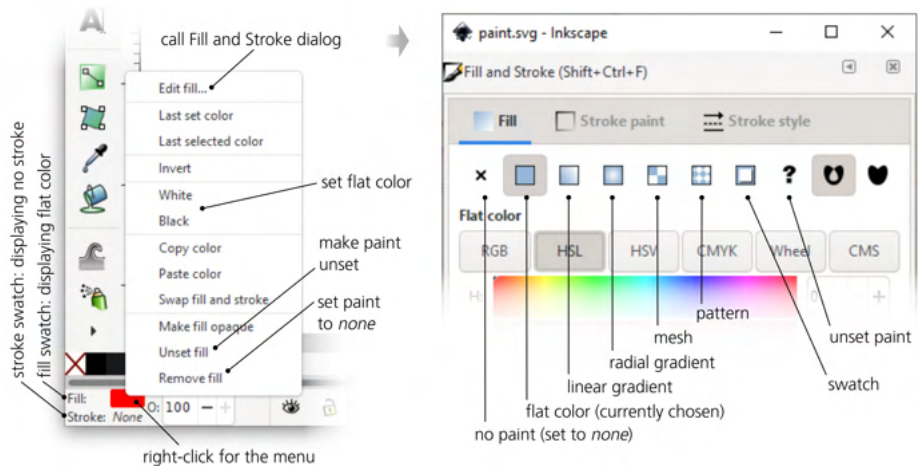 A
call Fill and Stroke dialog
Edit fill...
Last set color
Last selected color
Invert
White
Black
Copy color
Paste color
Swap fill and stroke
Make fill opaque
Unset fill
Remove fill
set flat color
make paint
unset
set paint
to none
stroke swatch: displaying no stroke
fill swatch: displaying flat color
Fill:
Stroke: None
O: 100 − +
right-click for the menu
paint.svg - Inkscape
Fill and Stroke (Shift+Ctrl+F)
Fill Stroke paint Stroke style
?
Flat color
RGB HSL HSV CMYK Wheel CMS
H: 0 − +
pattern
mesh
unset paint
radial gradient
linear gradient
swatch
flat color (currently chosen)
no paint (set to none)